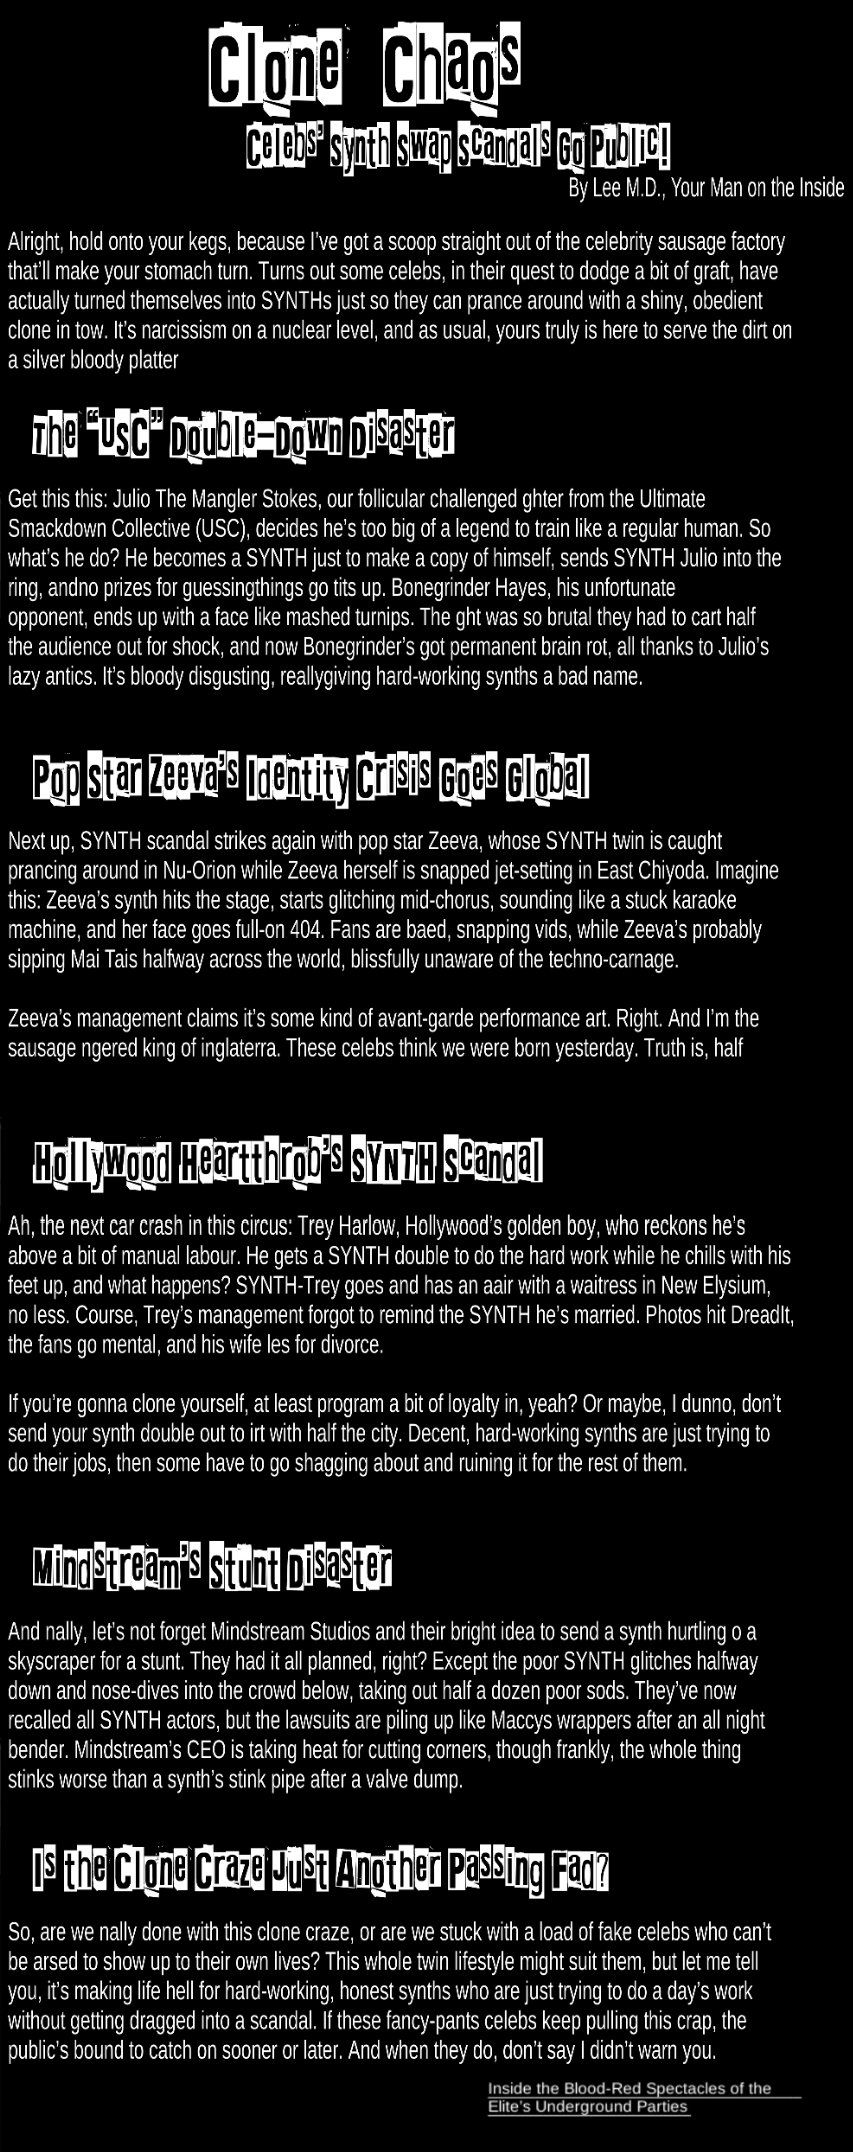 Clone Chaos
Celebs' Synth Swap Scandals Go Public!
By Lee M.D., Your Man on the Inside
Alright, hold onto your kegs, because I've got a scoop straight out of the celebrity sausage factory
that'll make your stomach turn. Turns out some celebs, in their quest to dodge a bit of graft, have
actually turned themselves into SYNTHs just so they can prance around with a shiny, obedient
clone in tow. It's narcissism on a nuclear level, and as usual, yours truly is here to serve the dirt on
a silver bloody platter
The "USC" Double-Down Disaster
Get this this: Julio The Mangler Stokes, our follicular challenged ghter from the Ultimate
Smackdown Collective (USC), decides he's too big of a legend to train like a regular human. So
what's he do? He becomes a SYNTH just to make a copy of himself, sends SYNTH Julio into the
ring, andno prizes for guessingthings go tits up. Bonegrinder Hayes, his unfortunate
opponent, ends up with a face like mashed turnips. The ght was so brutal they had to cart half
the audience out for shock, and now Bonegrinder's got permanent brain rot, all thanks to Julio's
lazy antics. It's bloody disgusting, reallygiving hard-working synths a bad name.
Pop Star Zeeva's Identity Crisis Goes Global
Next up, SYNTH scandal strikes again with pop star Zeeva, whose SYNTH twin is caught
prancing around in Nu-Orion while Zeeva herself is snapped jet-setting in East Chiyoda. Imagine
this: Zeeva's synth hits the stage, starts glitching mid-chorus, sounding like a stuck karaoke
machine, and her face goes full-on 404. Fans are baed, snapping vids, while Zeeva's probably
sipping Mai Tais halfway across the world, blissfully unaware of the techno-carnage.
Zeeva's management claims it's some kind of avant-garde performance art. Right. And I'm the
sausage ngered king of inglaterra. These celebs think we were born yesterday. Truth is, half
Hollywood Heartthrob's SYNTH Scandal
Ah, the next car crash in this circus: Trey Harlow, Hollywood's golden boy, who reckons he's
above a bit of manual labour. He gets a SYNTH double to do the hard work while he chills with his
feet up, and what happens? SYNTH-Trey goes and has an aair with a waitress in New Elysium,
no less. Course, Trey's management forgot to remind the SYNTH he's married. Photos hit DreadIt,
the fans go mental, and his wife les for divorce.
If you're gonna clone yourself, at least program a bit of loyalty in, yeah? Or maybe, I dunno, don't
send your synth double out to irt with half the city. Decent, hard-working synths are just trying to
do their jobs, then some have to go shagging about and ruining it for the rest of them.
Mindstream's Stunt Disaster
And nally, let's not forget Mindstream Studios and their bright idea to send a synth hurtling o a
skyscraper for a stunt. They had it all planned, right? Except the poor SYNTH glitches halfway
down and nose-dives into the crowd below, taking out half a dozen poor sods. They've now
recalled all SYNTH actors, but the lawsuits are piling up like Maccys wrappers after an all night
bender. Mindstream's CEO is taking heat for cutting corners, though frankly, the whole thing
stinks worse than a synth's stink pipe after a valve dump.
Is the Clone Craze Just Another Passing Fad?
So, are we nally done with this clone craze, or are we stuck with a load of fake celebs who can't
be arsed to show up to their own lives? This whole twin lifestyle might suit them, but let me tell
you, it's making life hell for hard-working, honest synths who are just trying to do a day's work
without getting dragged into a scandal. If these fancy-pants celebs keep pulling this crap, the
public's bound to catch on sooner or later. And when they do, don't say I didn't warn you.
Inside the Blood-Red Spectacles of the
Elite's Underground Parties